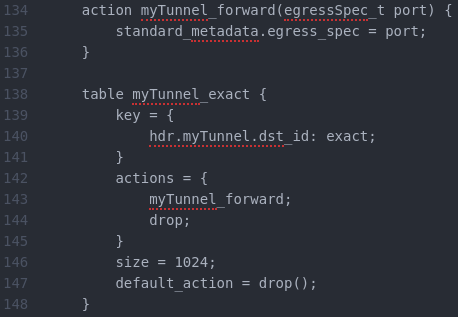 134 action myTunnel_forward(egressSpec_t port) {
135 standard_metadata.egress_spec = port;
136 }
137
138 table myTunnel_exact {
139 key = {
140 hdr.myTunnel.dst_id: exact;
141 }
142 actions = {
143 myTunnel_forward;
144 drop;
145 }
146 size = 1024;
147 default_action = drop();
148 }